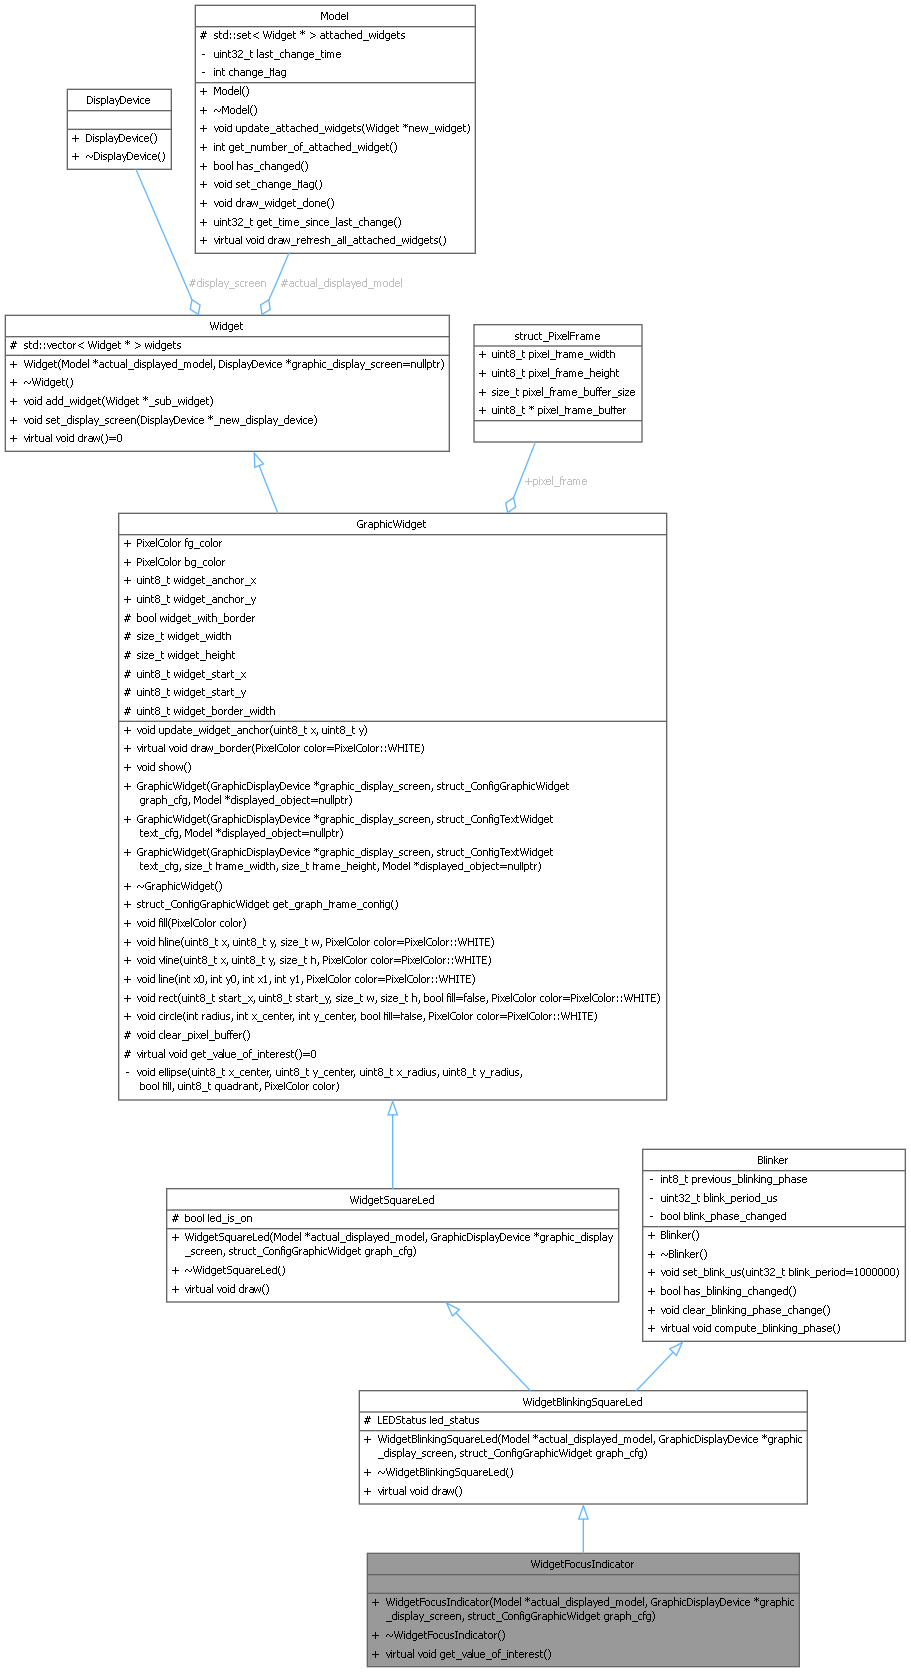 Model
# std::set< Widget * > attached_widgets
- uint32_t last_change_time
- int change_flag
+ Model()
+ ~Model()
+ void update_attached_widgets(Widget *new_widget)
+ int get_number_of_attached_widget()
+ bool has_changed()
+ void set_change_flag()
+ void draw_widget_done()
+ uint32_t get_time_since_last_change()
+ virtual void draw_refresh_all_attached_widgets()
DisplayDevice
+ DisplayDevice()
+ ~DisplayDevice()
#display_screen
#actual_displayed_model
Widget
# std::vector< Widget * > widgets
+ Widget(Model *actual_displayed_model, DisplayDevice *graphic_display_screen=nullptr)
+ ~Widget()
+ void add_widget(Widget *_sub_widget)
+ void set_display_screen(DisplayDevice *_new_display_device)
+ virtual void draw()=0
struct_PixelFrame
+ uint8_t pixel_frame_width
+ uint8_t pixel_frame_height
+ size_t pixel_frame_buffer_size
+ uint8_t * pixel_frame_buffer
+pixel_frame
GraphicWidget
+ PixelColor fg_color
+ PixelColor bg_color
+ uint8_t widget_anchor_x
+ uint8_t widget_anchor_y
# bool widget_with_border
# size_t widget_width
# size_t widget_height
# uint8_t widget_start_x
# uint8_t widget_start_y
# uint8_t widget_border_width
+ void update_widget_anchor(uint8_t x, uint8_t y)
+ virtual void draw_border(PixelColor color=PixelColor::WHITE)
+ void show()
+ GraphicWidget(GraphicDisplayDevice *graphic_display_screen, struct_ConfigGraphicWidget
graph_cfg, Model *displayed_object=nullptr)
+ GraphicWidget(GraphicDisplayDevice *graphic_display_screen, struct_ConfigTextWidget
text_cfg, Model *displayed_object=nullptr)
+ GraphicWidget(GraphicDisplayDevice *graphic_display_screen, struct_ConfigTextWidget
text_cfg, size_t frame_width, size_t frame_height, Model *displayed_object=nullptr)
+ ~GraphicWidget()
+ struct_ConfigGraphicWidget get_graph_frame_config()
+ void fill(PixelColor color)
+ void hline(uint8_t x, uint8_t y, size_t w, PixelColor color=PixelColor::WHITE)
+ void vline(uint8_t x, uint8_t y, size_t h, PixelColor color=PixelColor::WHITE)
+ void line(int x0, int y0, int x1, int y1, PixelColor color=PixelColor::WHITE)
+ void rect(uint8_t start_x, uint8_t start_y, size_t w, size_t h, bool fill=false, PixelColor color=PixelColor::WHITE)
+ void circle(int radius, int x_center, int y_center, bool fill=false, PixelColor color=PixelColor::WHITE)
# void clear_pixel_buffer()
# virtual void get_value_of_interest()=0
- void ellipse(uint8_t x_center, uint8_t y_center, uint8_t x_radius, uint8_t y_radius,
bool fill, uint8_t quadrant, PixelColor color)
WidgetSquareLed
# bool led_is_on
+ WidgetSquareLed(Model *actual_displayed_model, GraphicDisplayDevice *graphic_display
_screen, struct_ConfigGraphicWidget graph_cfg)
+ ~WidgetSquareLed()
+ virtual void draw()
Blinker
- int8_t previous_blinking_phase
- uint32_t blink_period_us
- bool blink_phase_changed
+ Blinker()
+ ~Blinker()
+ void set_blink_us(uint32_t blink_period=1000000)
+ bool has_blinking_changed()
+ void clear_blinking_phase_change()
+ virtual void compute_blinking_phase()
WidgetBlinkingSquareLed
# LEDStatus led_status
+ WidgetBlinkingSquareLed(Model *actual_displayed_model, GraphicDisplayDevice *graphic
_display_screen, struct_ConfigGraphicWidget graph_cfg)
+ ~WidgetBlinkingSquareLed()
+ virtual void draw()
WidgetFocusIndicator
+ WidgetFocusIndicator(Model *actual_displayed_model, GraphicDisplayDevice *graphic
_display_screen, struct_ConfigGraphicWidget graph_cfg)
+ ~WidgetFocusIndicator()
+ virtual void get_value_of_interest()